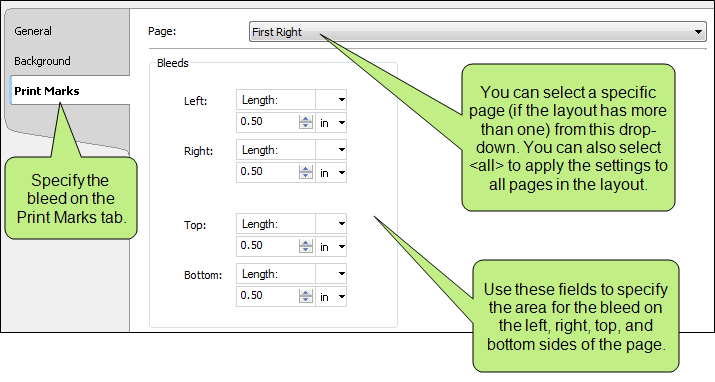 General
Background
Print Marks
Page: First Right
Bleeds
Left: Length:
0.50 in
Right: Length:
0.50 in
Top: Length:
0.50 in
Bottom: Length:
0.50 in
Specify the
bleed on the
Print Marks tab.
You can select a specific
page (if the layout has more
than one) from this drop-
down. You can also select
<all> to apply the settings to
all pages in the layout.
Use these fields to specify
the area for the bleed on
the left, right, top, and
bottom sides of the page.